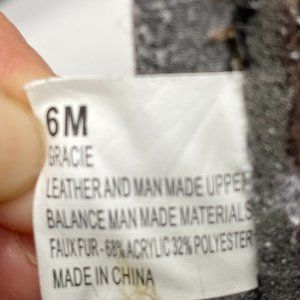 6M
GRACIE
LEATHER AND MAN MADE UPPER
BALANCE MAN MADE MATERIALS
FAUX FUR - 68% ACRYLIC 32% POLYESTER
MADE IN CHINA